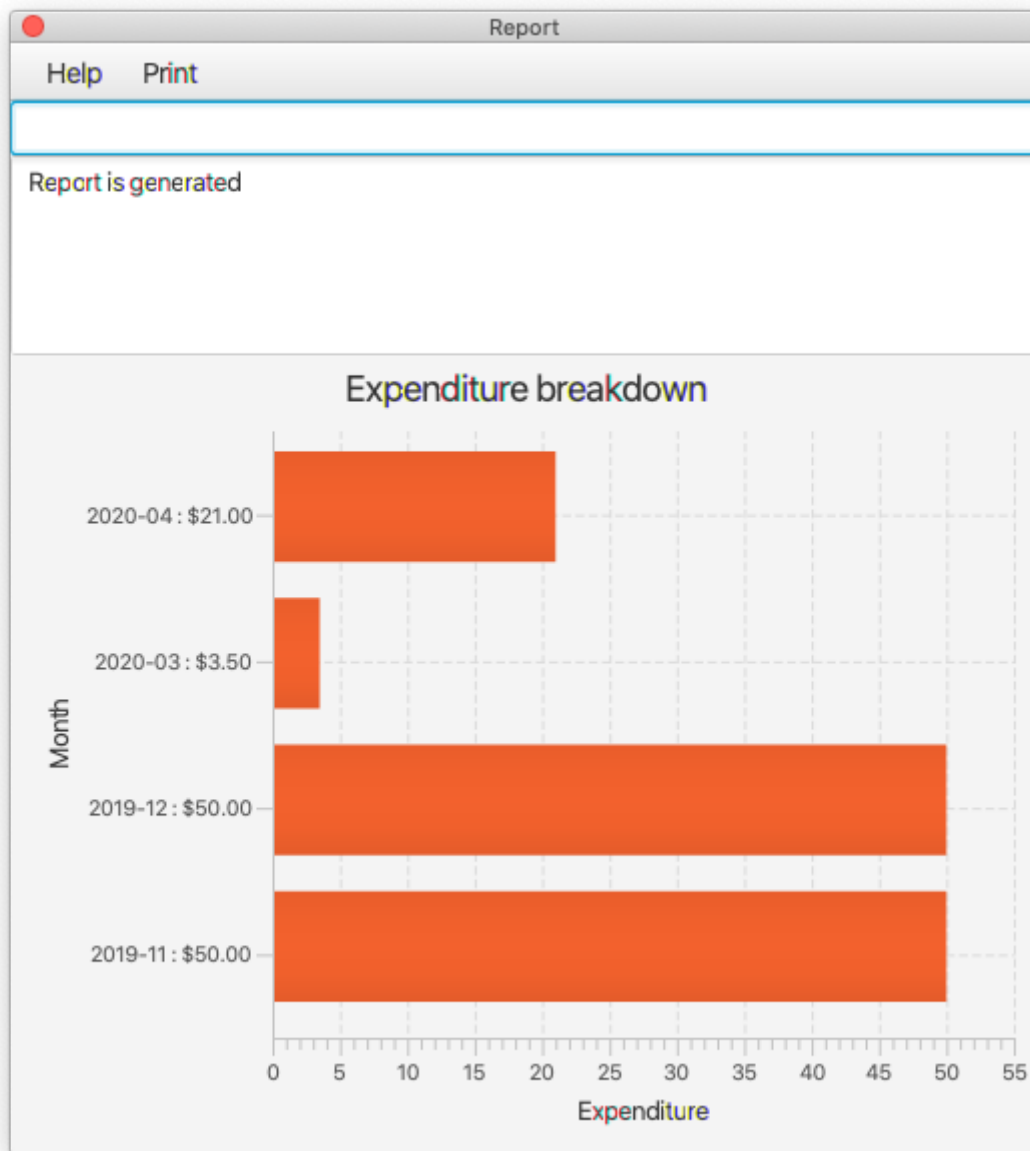 Report
Help Print
Report is generated
Expenditure breakdown
2020-04 : $21.00
2020-03 : $3.50
Month
2019-12 : $50.00
2019-11 : $50.00
0 5 10 15 20 25 30 35 40 45 50 55
Expenditure